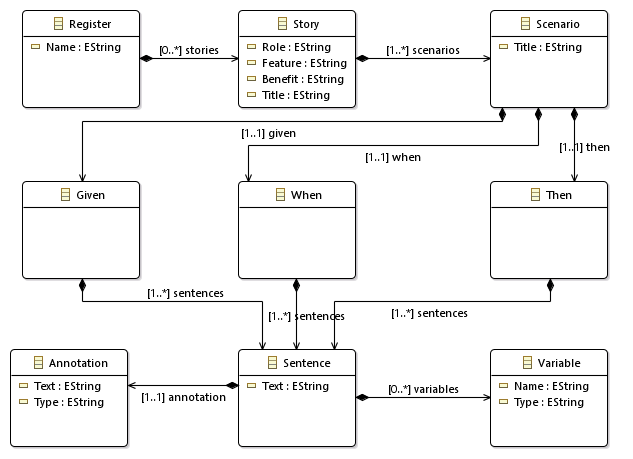 Register
Name : EString
[0..*] stories
Story
Role : EString
Feature : EString
Benefit : EString
Title : EString
[1..*] scenarios
Scenario
Title : EString
[1..1] given
[1..1] when
[1..1] then
Given
When
Then
[1..*] sentences
[1..*] sentences
[1..*] sentences
Annotation
Text : EString
Type : EString
[1..1] annotation
Sentence
Text : EString
[0..*] variables
Variable
Name : EString
Type : EString